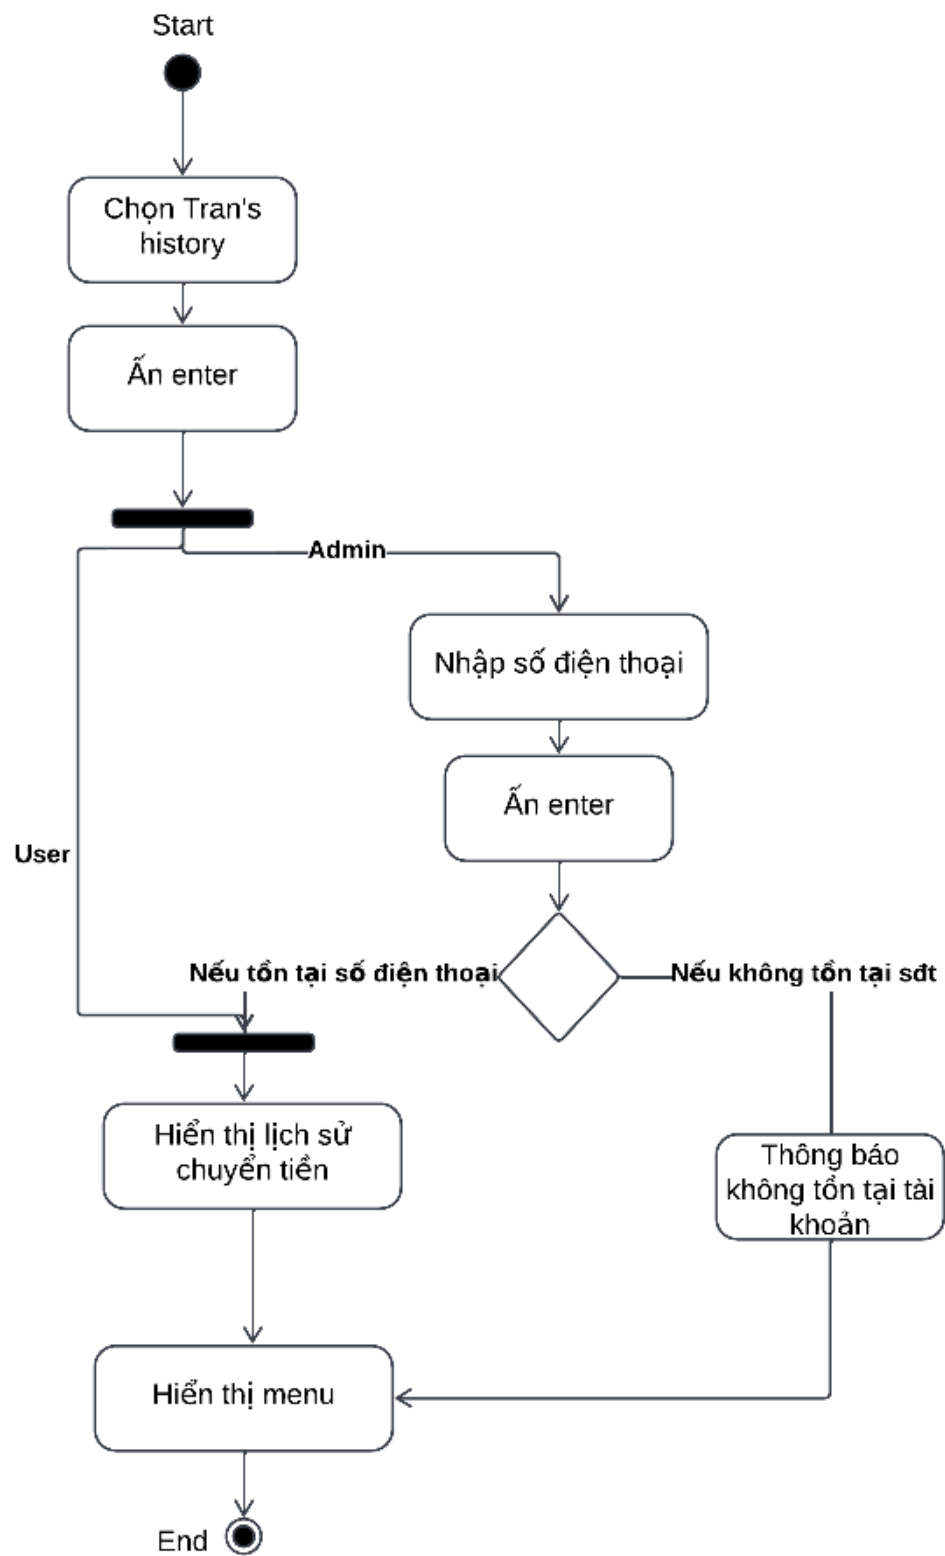 Start
Chọn Tran's
history
Ấn enter
Admin
Nhập số điện thoại
Ấn enter
User
Nếu tồn tại số điện thoại
Nếu không tồn tại sđt
Hiển thị lịch sử
chuyển tiền
Thông báo
không tồn tại tài
khoản
Hiển thị menu
End